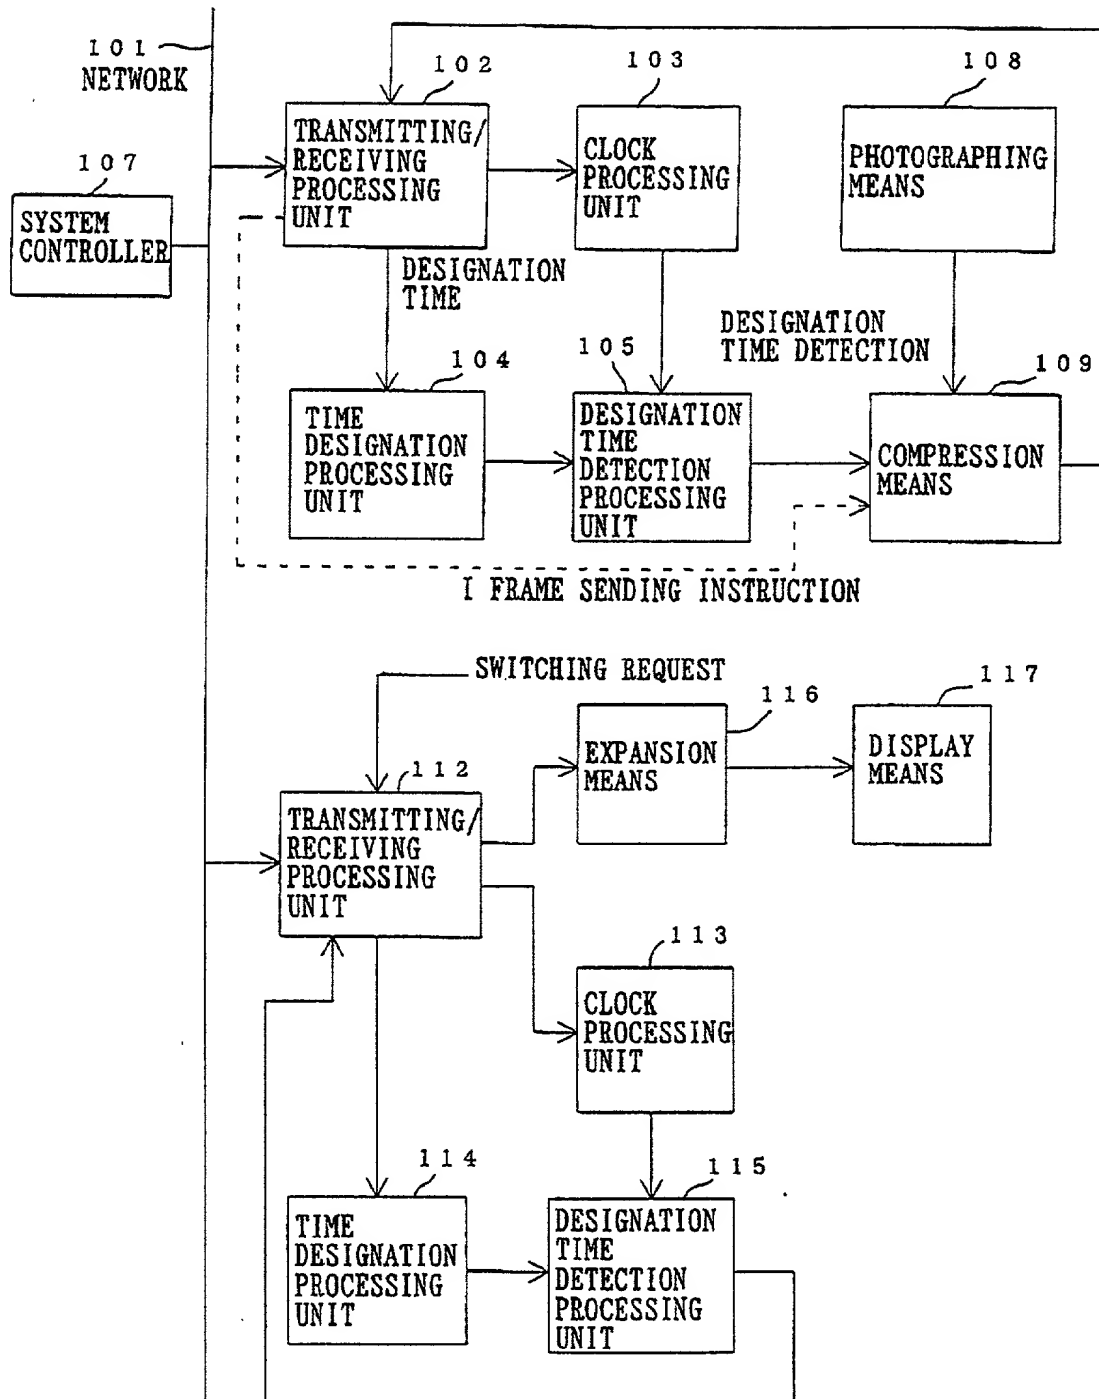 101
NETWORK
102
103
108
TRANSMITTING/
RECEIVING
PROCESSING
UNIT
CLOCK
PROCESSING
UNIT
PHOTOGRAPHING
MEANS
107
SYSTEM
CONTROLLER
DESIGNATION
TIME
DESIGNATION
TIME DETECTION
104
105
109
TIME
DESIGNATION
PROCESSING
UNIT
DESIGNATION
TIME
DETECTION
PROCESSING
UNIT
COMPRESSION
MEANS
I FRAME SENDING INSTRUCTION
SWITCHING REQUEST
116
117
EXPANSION
MEANS
DISPLAY
MEANS
112
TRANSMITTING/
RECEIVING
PROCESSING
UNIT
113
CLOCK
PROCESSING
UNIT
114
115
TIME
DESIGNATION
PROCESSING
UNIT
DESIGNATION
TIME
DETECTION
PROCESSING
UNIT